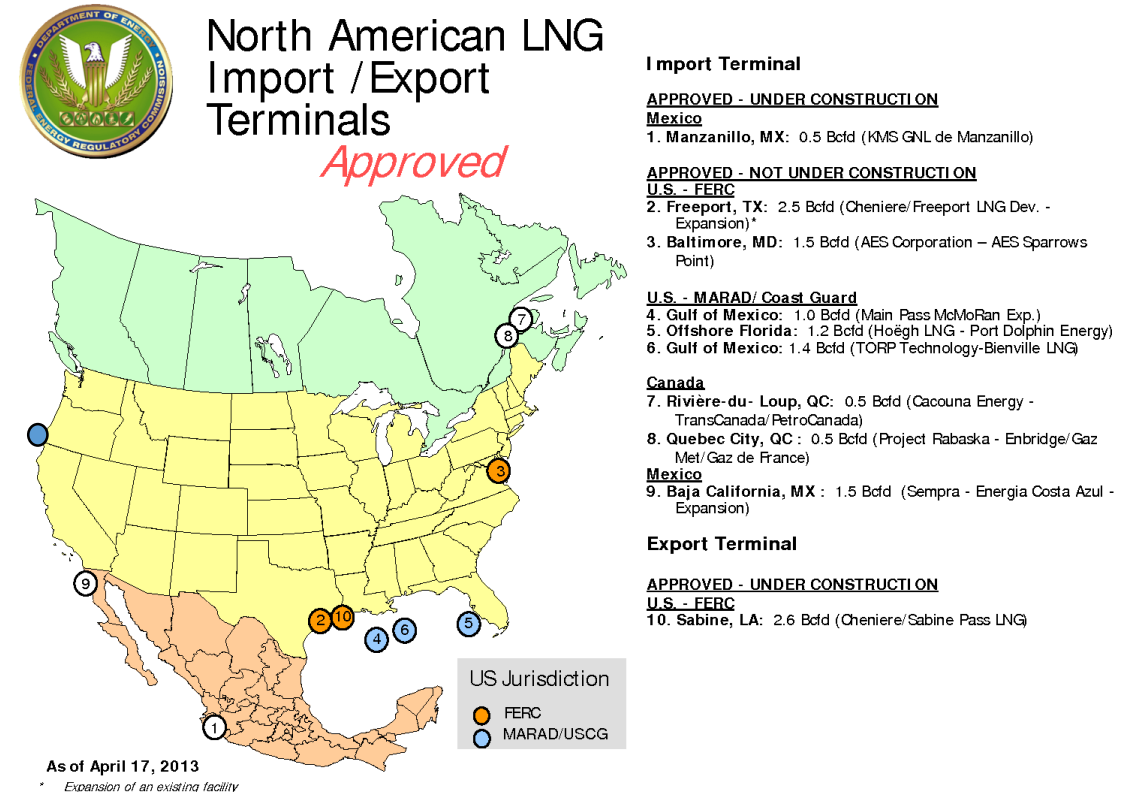 DEPARTMENT OF ENERGY
FEDERAL ENERGY REGULATORY COMMISSION
North American LNG
Import /Export
Terminals
Approved
Import Terminal
APPROVED - UNDER CONSTRUCTION
Mexico
1. Manzanillo, MX: 0.5 Bcfd (KMS GNL de Manzanillo)
APPROVED - NOT UNDER CONSTRUCTION
U.S. - FERC
2. Freeport, TX: 2.5 Bcfd (Cheniere/Freeport LNG Dev. -
Expansion)*
3. Baltimore, MD: 1.5 Bcfd (AES Corporation – AES Sparrows
Point)
U.S. - MARAD/Coast Guard
4. Gulf of Mexico: 1.0 Bcfd (Main Pass McMoRan Exp.)
5. Offshore Florida: 1.2 Bcfd (Hoëgh LNG - Port Dolphin Energy)
6. Gulf of Mexico: 1.4 Bcfd (TORP Technology-Bienville LNG)
Canada
7. Rivière-du- Loup, QC: 0.5 Bcfd (Cacouna Energy -
TransCanada/PetroCanada)
8. Quebec City, QC : 0.5 Bcfd (Project Rabaska - Enbridge/Gaz
Met/Gaz de France)
Mexico
9. Baja California, MX : 1.5 Bcfd (Sempra - Energia Costa Azul -
Expansion)
Export Terminal
APPROVED - UNDER CONSTRUCTION
U.S. - FERC
10. Sabine, LA: 2.6 Bcfd (Cheniere/Sabine Pass LNG)
7
8
3
9
2
10
4
6
5
1
US Jurisdiction
FERC
MARAD/USCG
As of April 17, 2013
* Expansion of an existing facility